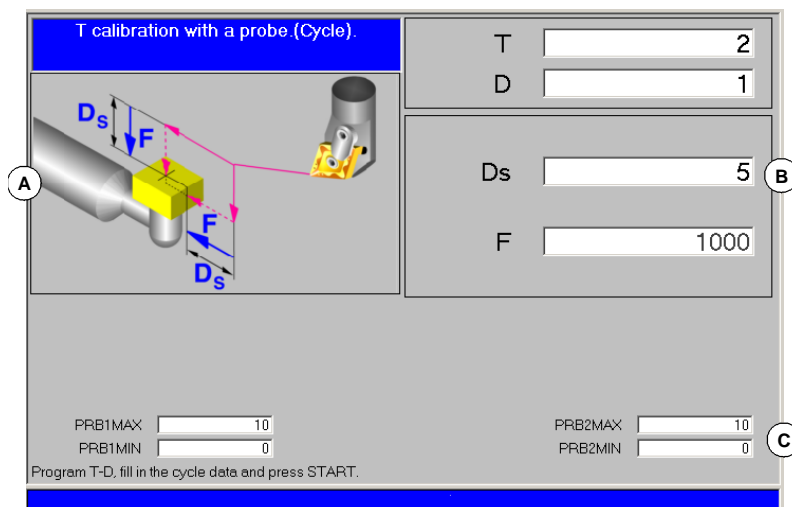 T calibration with a probe.(Cycle).
T 2
D 1
Ds
F
F
Ds
A
Ds 5
B
F 1000
PRB1MAX 10
PRB2MAX 10
PRB1MIN 0
PRB2MIN 0
C
Program T-D, fill in the cycle data and press START.